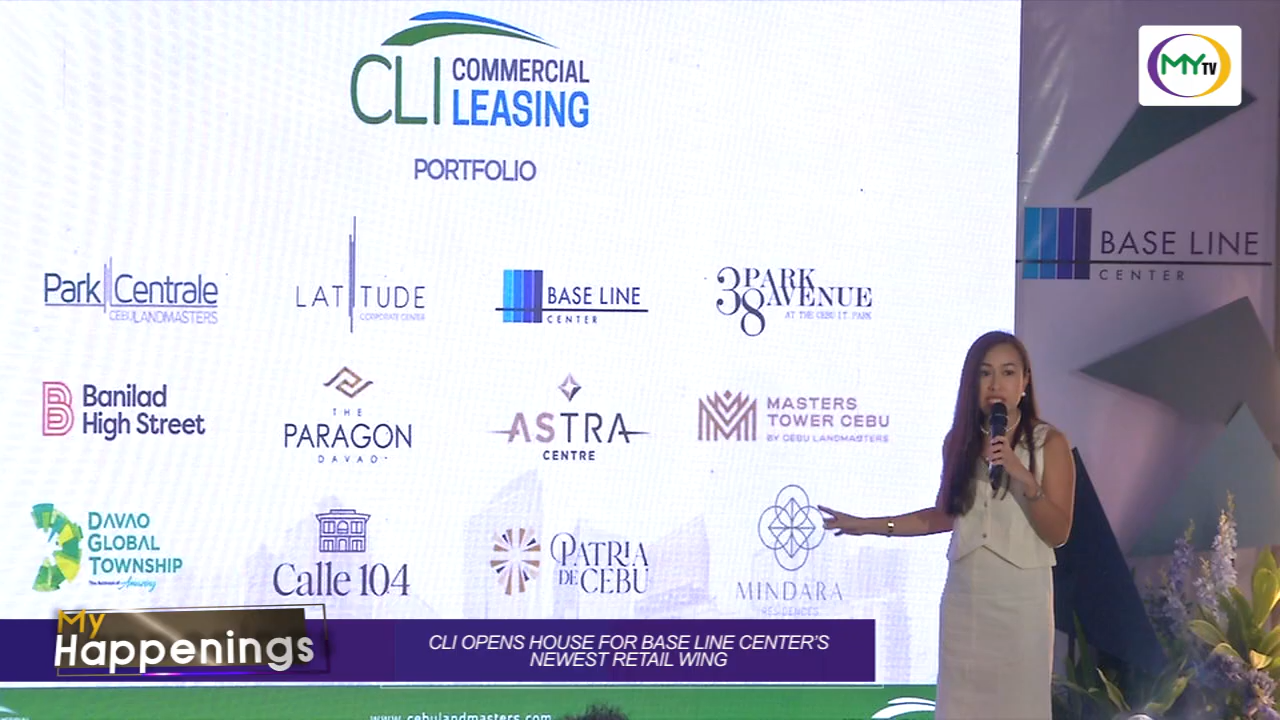 CLI COMMERCIAL
LEASING
PORTFOLIO
MYTV
Park Centrale
CEBU LANDMASTERS
LATITUDE
CORPORATE CENTER
BASE LINE
CENTER
38 PARK
AVENUE
AT THE CEBU I.T. PARK
BASE LINE
CENTER
B Banilad
High Street
THE
PARAGON
DAVAO
ASTRA
CENTRE
MASTERS
TOWER CEBU
BY CEBU LANDMASTERS
DAVAO
GLOBAL
TOWNSHIP
Calle 104
PATRIA
DE CEBU
MINDARA
RESIDENCES
My
Happenings
CLI OPENS HOUSE FOR BASE LINE CENTER'S
NEWEST RETAIL WING
www.cebulandmasters.com